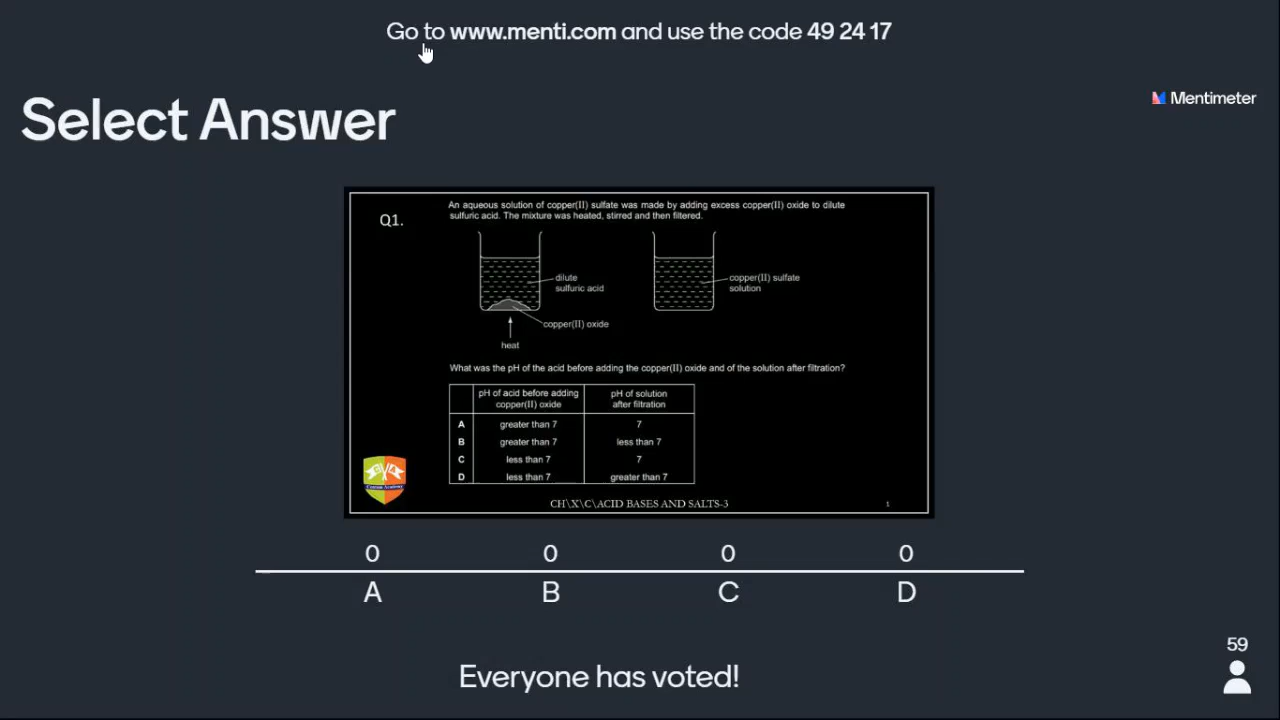 Go to www.menti.com and use the code 49 24 17
Mentimeter
Select Answer
Q1.
An aqueous solution of copper(II) sulfate was made by adding excess copper(II) oxide to dilute
sulfuric acid. The mixture was heated, stirred and then filtered.
dilute
sulfuric acid
copper(II) oxide
heat
copper(II) sulfate
solution
What was the pH of the acid before adding the copper(II) oxide and of the solution after filtration?
pH of acid before adding
copper(II) oxide
pH of solution
after filtration
A greater than 7 7
B greater than 7 less than 7
C less than 7 7
D less than 7 greater than 7
CH\X\C\ACID BASES AND SALTS-3
1
0 0 0 0
A B C D
Everyone has voted!
59